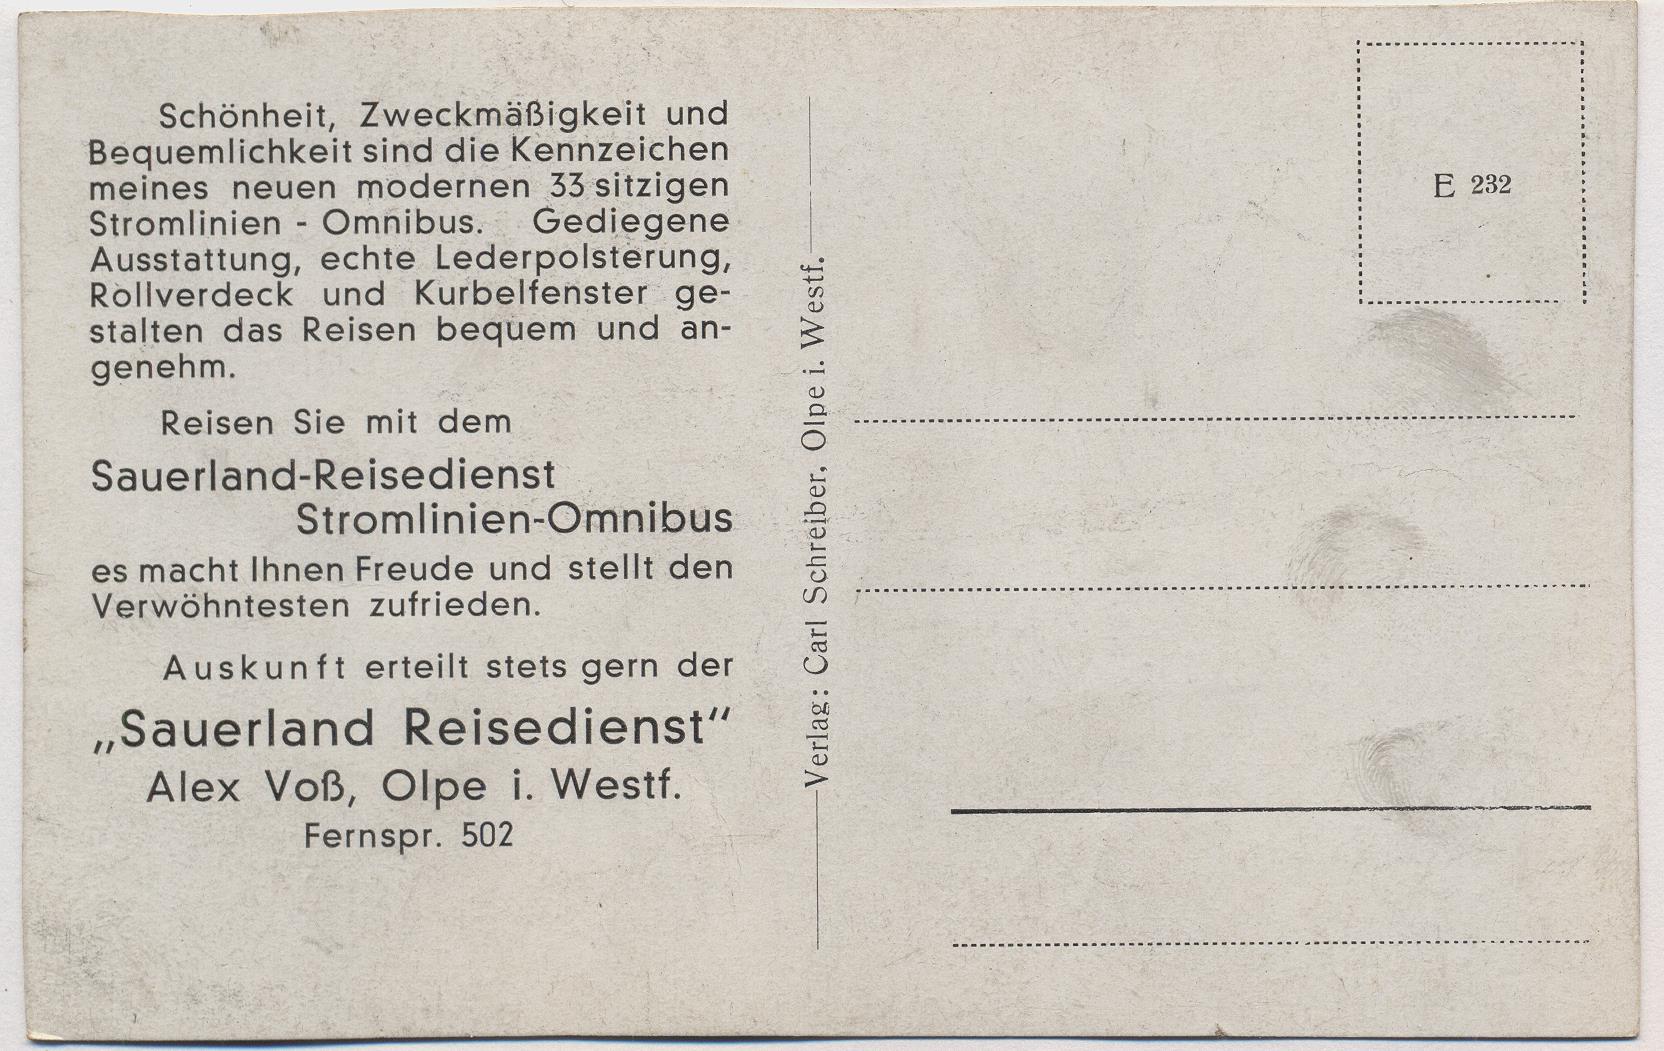 Schönheit, Zweckmäßigkeit und
Bequemlichkeit sind die Kennzeichen
meines neuen modernen 33 sitzigen
Stromlinien - Omnibus. Gediegene
Ausstattung, echte Lederpolsterung,
Rollverdeck und Kurbelfenster ge-
stalten das Reisen bequem und an-
genehm.
Reisen Sie mit dem
Sauerland-Reisedienst
Stromlinien-Omnibus
es macht Ihnen Freude und stellt den
Verwöhntesten zufrieden.
Auskunft erteilt stets gern der
„Sauerland Reisedienst“
Alex Voß, Olpe i. Westf.
Fernspr. 502
Verlag: Carl Schreiber, Olpe i. Westf.
E 232